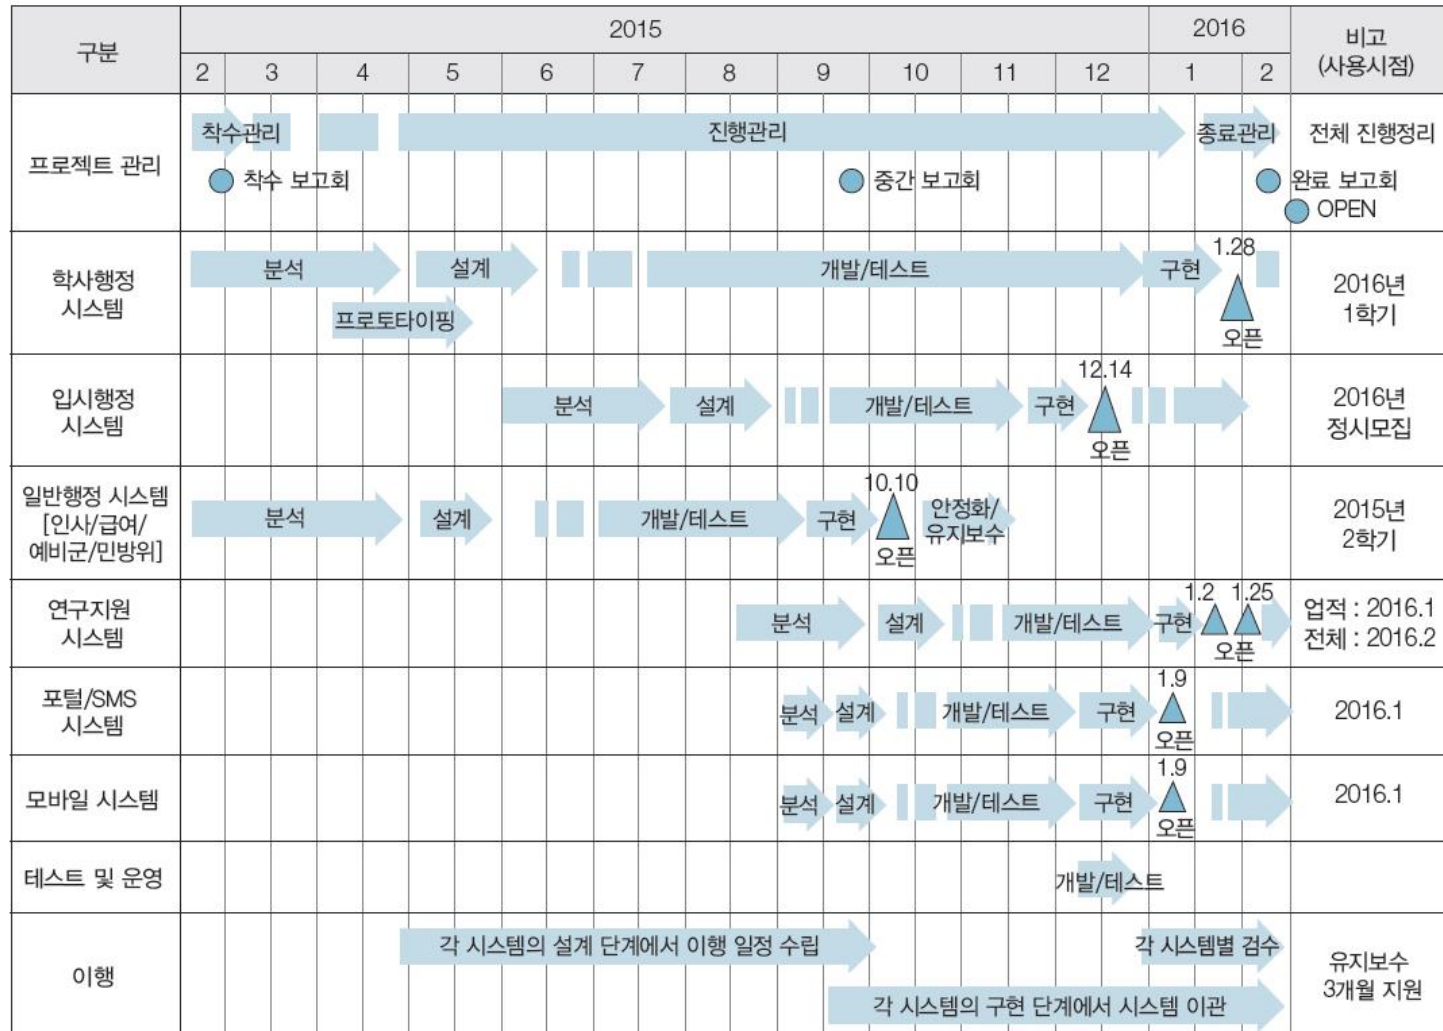 구분
2015
2016
비고
(사용시점)
2 3 4 5 6 7 8 9 10 11 12 1 2
프로젝트 관리
착수관리
진행관리
종료관리
전체 진행정리
착수 보고회
중간 보고회
완료 보고회
OPEN
학사행정
시스템
분석
설계
개발/테스트
구현
1.28
오픈
프로토타이핑
2016년
1학기
입시행정
시스템
분석
설계
개발/테스트
구현
12.14
오픈
2016년
정시모집
일반행정 시스템
[인사/급여/
예비군/민방위]
분석
설계
개발/테스트
구현
10.10
오픈
안정화/
유지보수
2015년
2학기
연구지원
시스템
분석
설계
개발/테스트
구현
1.2
1.25
오픈
업적 : 2016.1
전체 : 2016.2
포털/SMS
시스템
분석
설계
개발/테스트
구현
1.9
오픈
2016.1
모바일 시스템
분석
설계
개발/테스트
구현
1.9
오픈
2016.1
테스트 및 운영
개발/테스트
이행
각 시스템의 설계 단계에서 이행 일정 수립
각 시스템별 검수
각 시스템의 구현 단계에서 시스템 이관
유지보수
3개월 지원